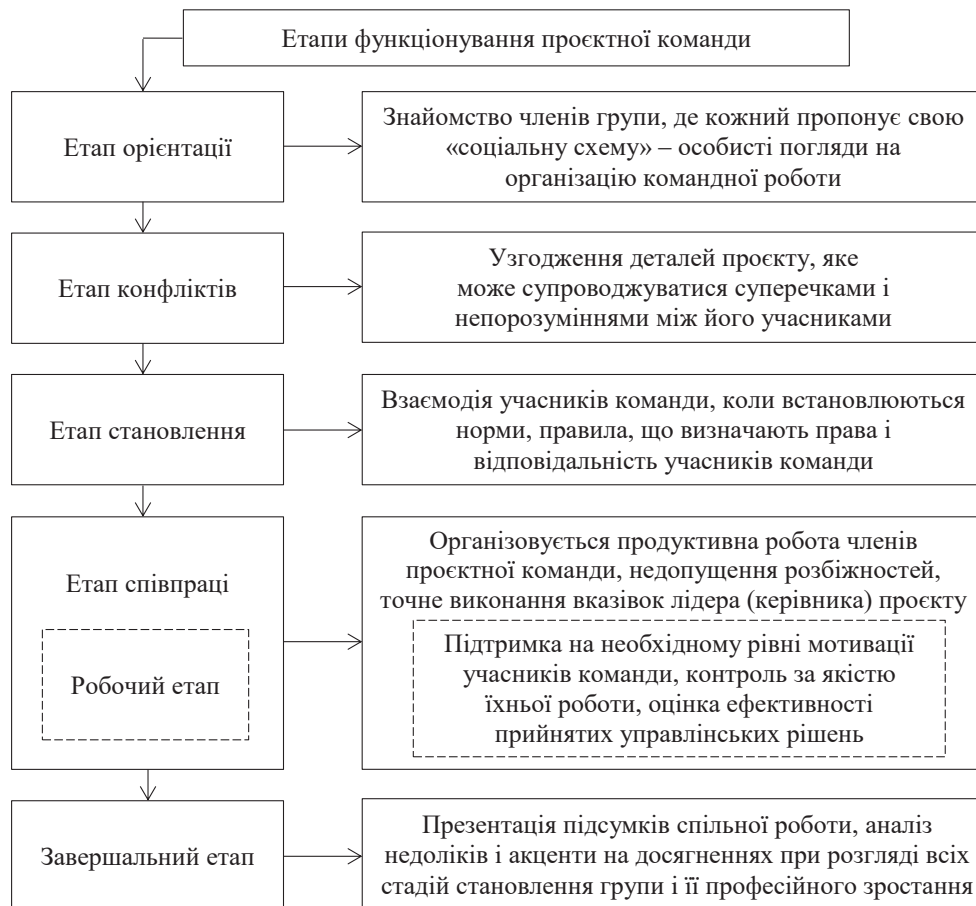 Етапи функціонування проєктної команди
Етап орієнтації
Знайомство членів групи, де кожний пропонує свою
«соціальну схему» – особисті погляди на
організацію командної роботи
Етап конфліктів
Узгодження деталей проєкту, яке
може супроводжуватися суперечками і
непорозуміннями між його учасниками
Етап становлення
Взаємодія учасників команди, коли встановлюються
норми, правила, що визначають права і
відповідальність учасників команди
Етап співпраці
Робочий етап
Організовується продуктивна робота членів
проєктної команди, недопущення розбіжностей,
точне виконання вказівок лідера (керівника) проєкту
Підтримка на необхідному рівні мотивації
учасників команди, контроль за якістю
їхньої роботи, оцінка ефективності
прийнятих управлінських рішень
Завершальний етап
Презентація підсумків спільної роботи, аналіз
недоліків і акценти на досягненнях при розгляді всіх
стадій становлення групи і її професійного зростання